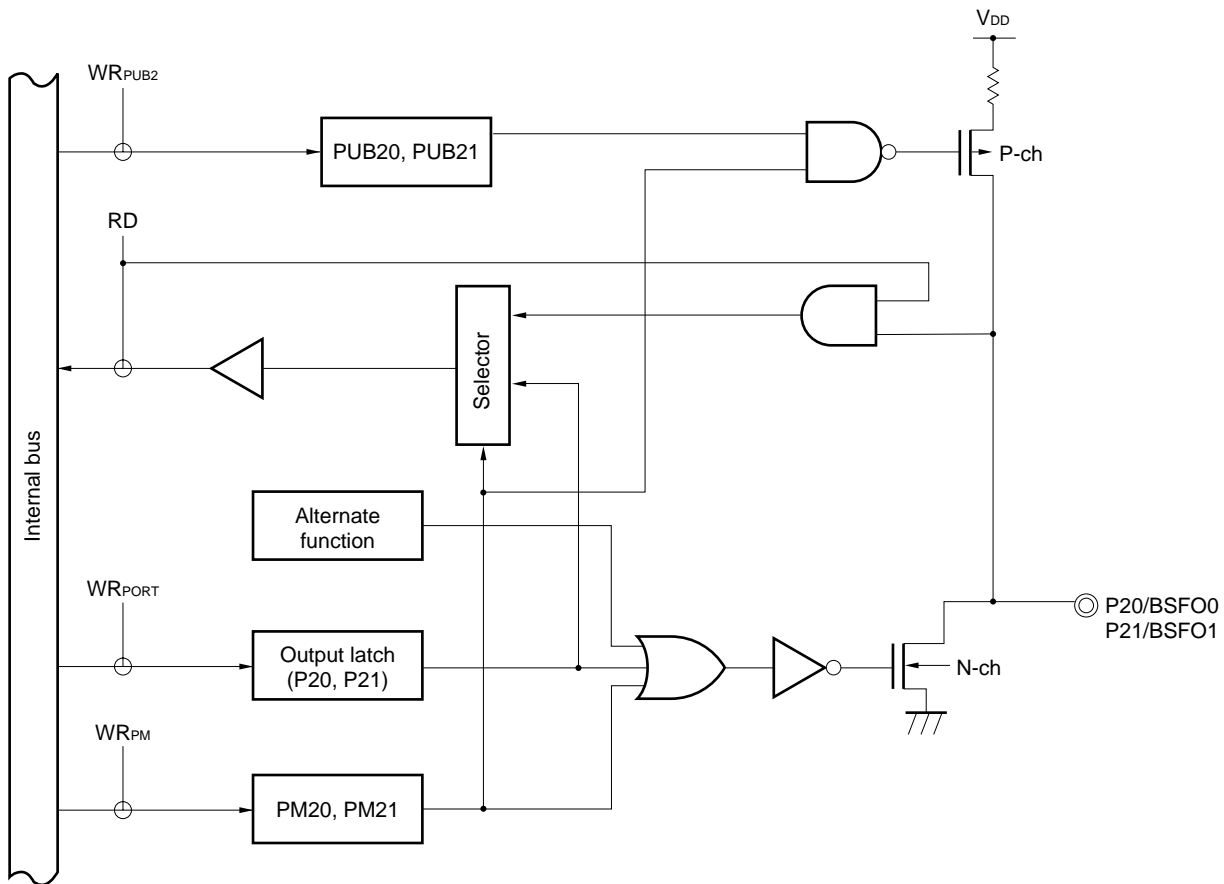 VDD
WRPUB2
PUB20, PUB21
P-ch
RD
Selector
Internal bus
Alternate
function
WRPORT
Output latch
(P20, P21)
P20/BSFO0
P21/BSFO1
N-ch
WRPM
PM20, PM21